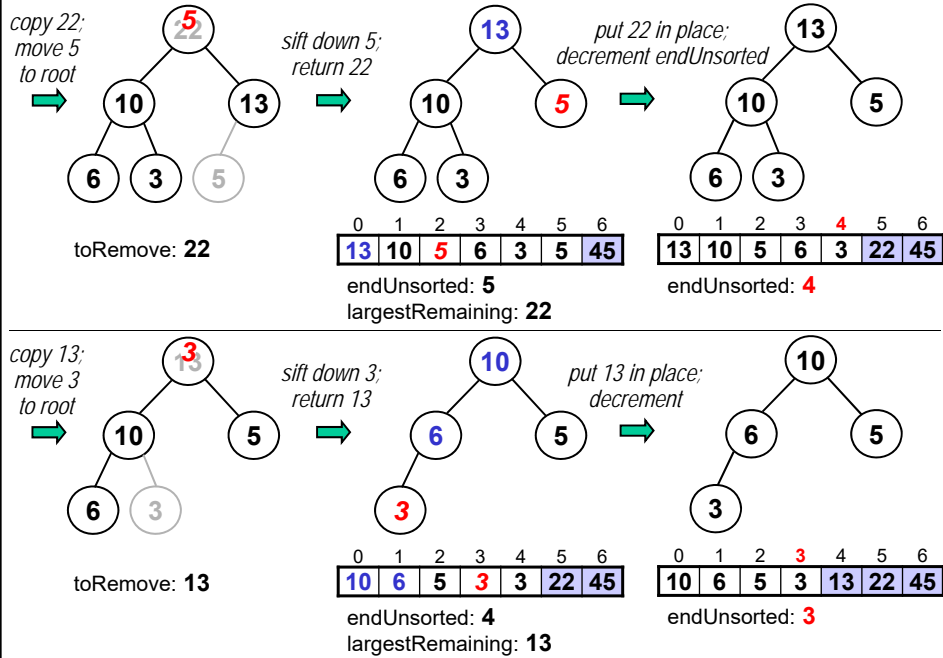 copy 22;
move 5
to root
22
5
10
13
6
3
5
toRemove: 22
sift down 5;
return 22
13
10
5
6
3
0 1 2 3 4 5 6
13 10 5 6 3 5 45
endUnsorted: 5
largestRemaining: 22
put 22 in place;
decrement endUnsorted
13
10
5
6
3
0 1 2 3 4 5 6
13 10 5 6 3 22 45
endUnsorted: 4
copy 13;
move 3
to root
13
3
10
5
6
3
toRemove: 13
sift down 3;
return 13
10
6
5
3
0 1 2 3 4 5 6
10 6 5 3 3 22 45
endUnsorted: 4
largestRemaining: 13
put 13 in place;
decrement
10
6
5
3
0 1 2 3 4 5 6
10 6 5 3 13 22 45
endUnsorted: 3